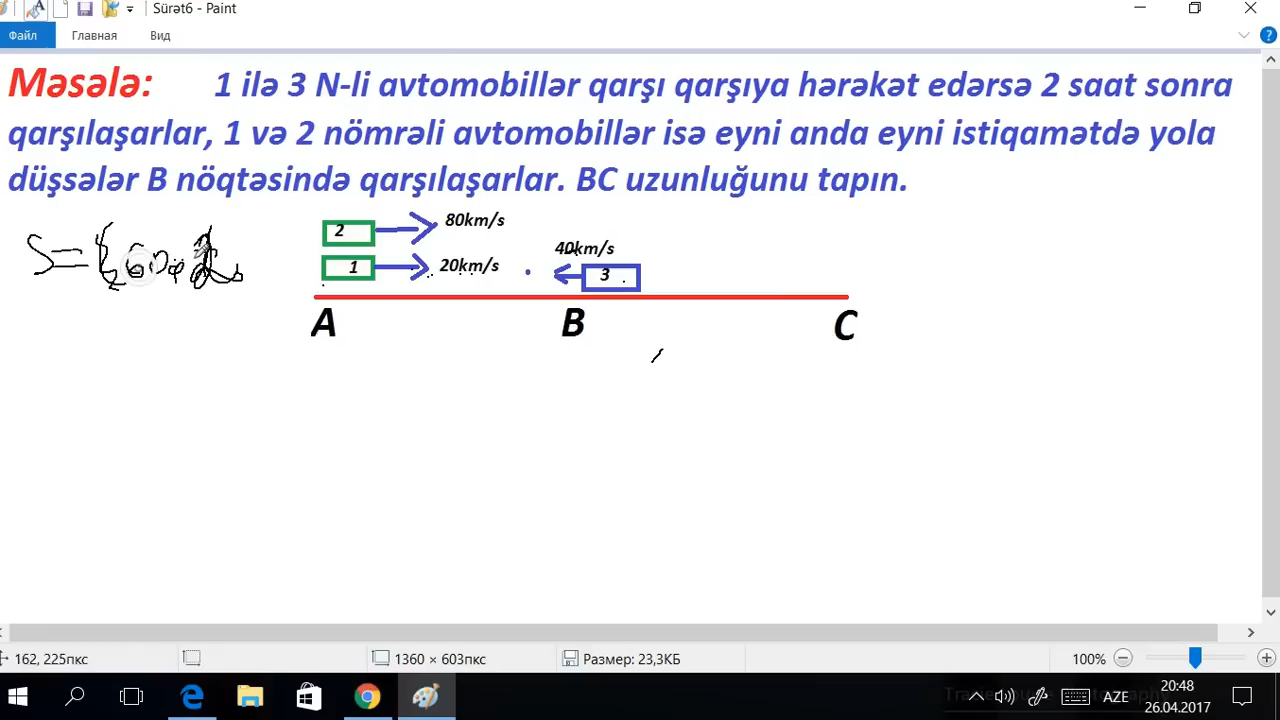 Sürət6 - Paint
Файл Главная Вид
Məsələ: 1 ilə 3 N-li avtomobillər qarşı qarşıya hərəkət edərsə 2 saat sonra
qarşılaşarlar, 1 və 2 nömrəli avtomobillər isə eyni anda eyni istiqamətdə yola
düşsələr B nöqtəsində qarşılaşarlar. BC uzunluğunu tapın.
S=
2 80km/s
40km/s
1 20km/s 3
A B C
162, 225пкс 1360 × 603пкс Размер: 23,3КБ 100%
20:48
AZE
26.04.2017